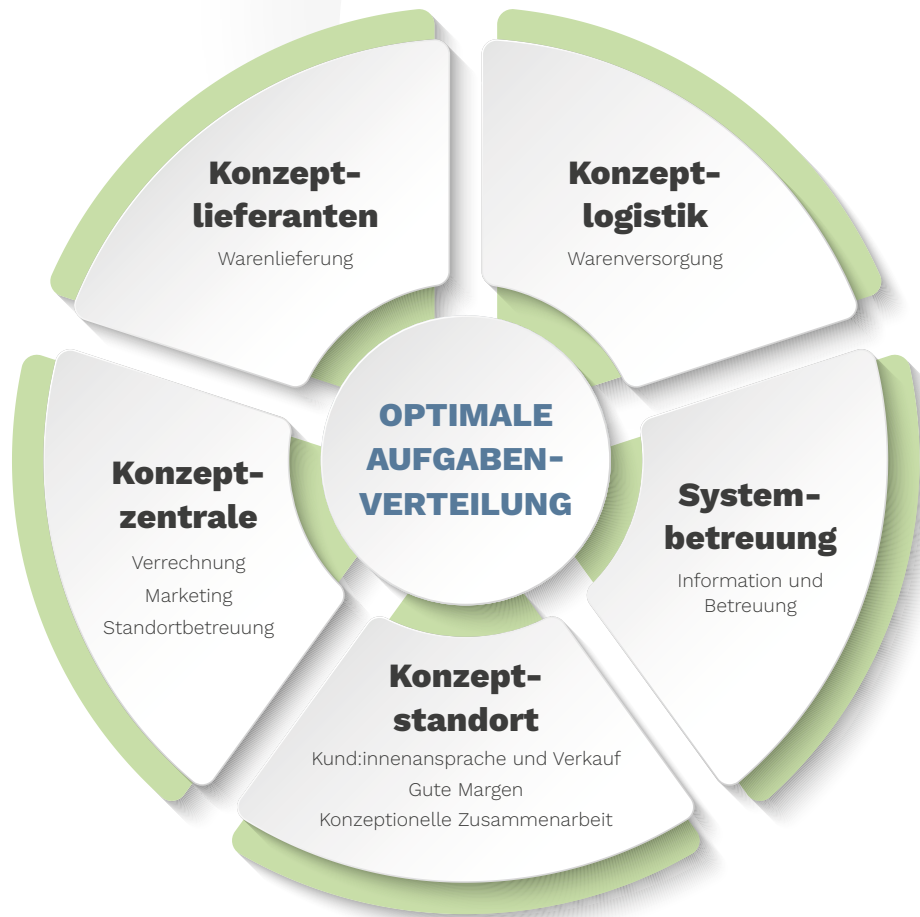 Konzept-
lieferanten
Warenlieferung
Konzept-
logistik
Warenversorgung
OPTIMALE
AUFGABEN-
VERTEILUNG
Konzept-
zentrale
Verrechnung
Marketing
Standortbetreuung
System-
betreuung
Information und
Betreuung
Konzept-
standort
Kund:innenansprache und Verkauf
Gute Margen
Konzeptionelle Zusammenarbeit